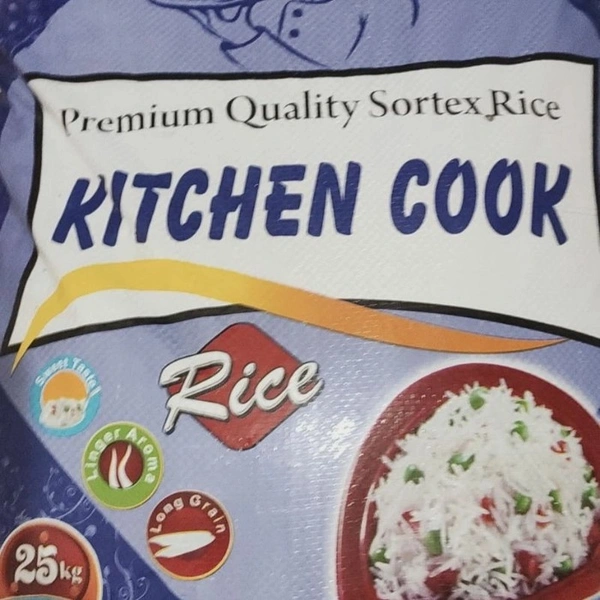 Premium Quality Sortex Rice
KITCHEN COOK
Rice
Sweet Taste
Linger Aroma
Long Grain
25kg